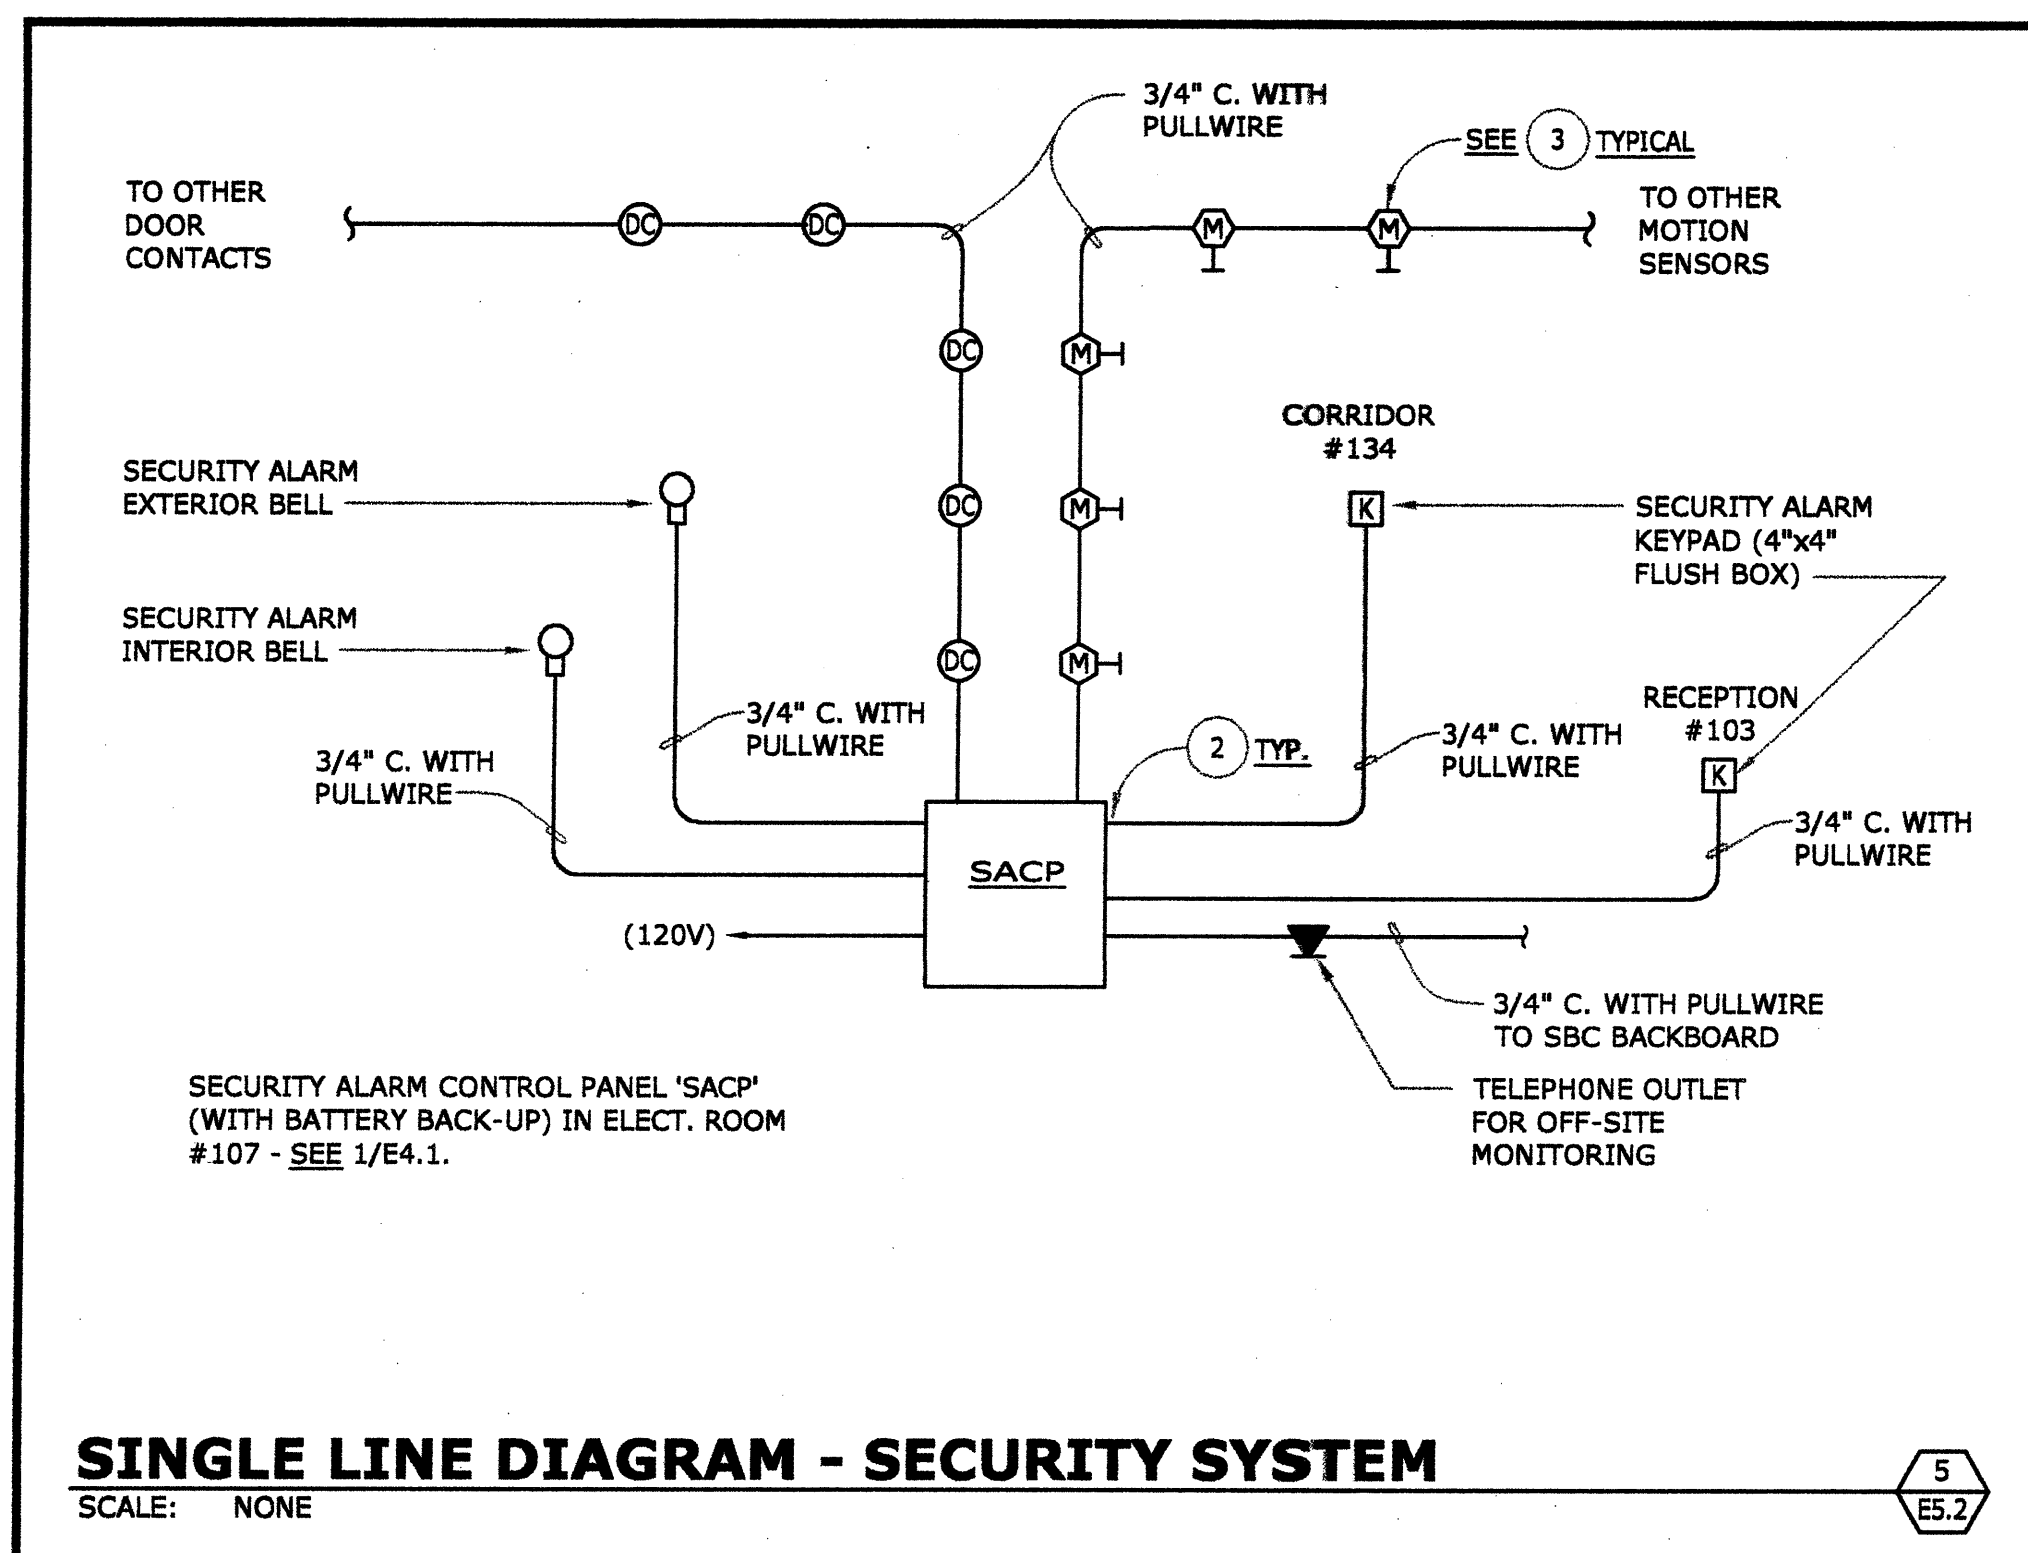 3/4" C. WITH
PULLWIRE
SEE 3 TYPICAL
TO OTHER
DOOR
CONTACTS
DC
DC
M
M
TO OTHER
MOTION
SENSORS
DC
M
CORRIDOR
#134
SECURITY ALARM
EXTERIOR BELL
DC
M
K
SECURITY ALARM
KEYPAD (4"x4"
FLUSH BOX)
SECURITY ALARM
INTERIOR BELL
DC
M
RECEPTION
#103
3/4" C. WITH
PULLWIRE
3/4" C. WITH
PULLWIRE
2 TYP.
3/4" C. WITH
PULLWIRE
K
3/4" C. WITH
PULLWIRE
SACP
(120V)
3/4" C. WITH PULLWIRE
TO SBC BACKBOARD
TELEPHONE OUTLET
FOR OFF-SITE
MONITORING
SECURITY ALARM CONTROL PANEL 'SACP'
(WITH BATTERY BACK-UP) IN ELECT. ROOM
#107 - SEE 1/E4.1.
SINGLE LINE DIAGRAM - SECURITY SYSTEM
SCALE: NONE
5
E5.2